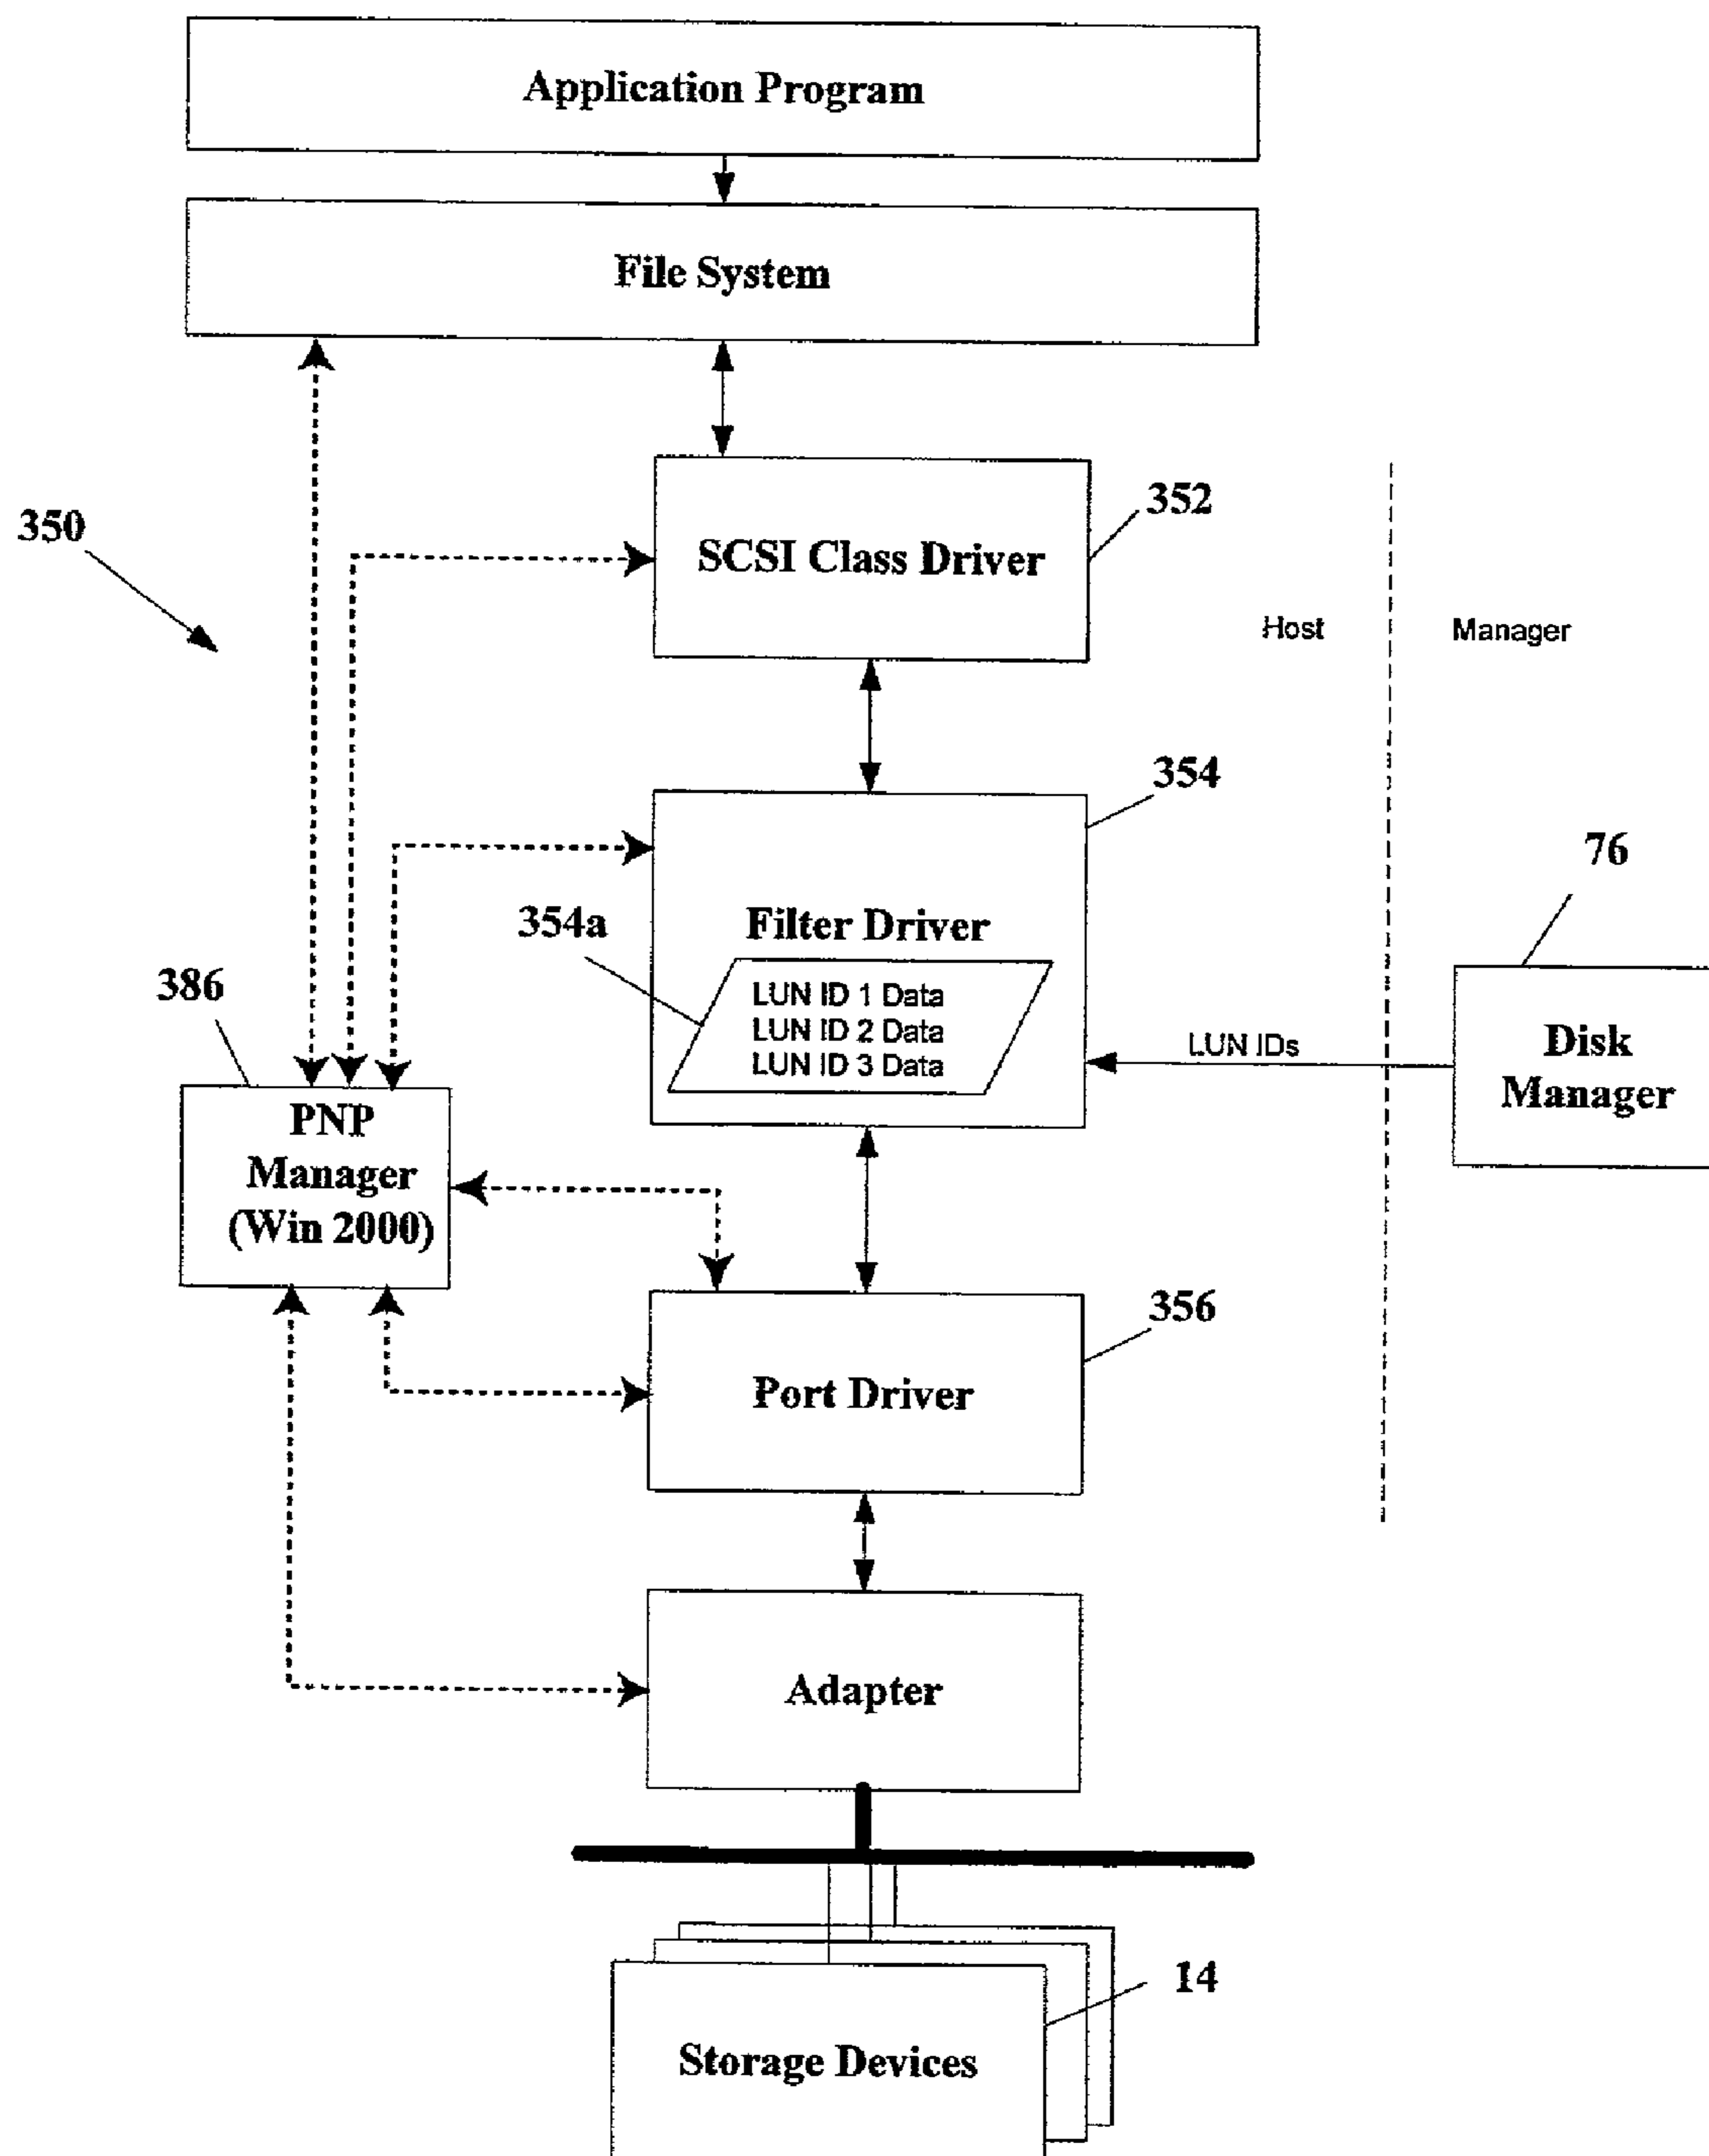 Application Program
File System
350
352
SCSI Class Driver
Host
Manager
354
76
354a
Filter Driver
LUN ID 1 Data
LUN ID 2 Data
LUN ID 3 Data
386
LUN IDs
Disk
Manager
PNP
Manager
(Win 2000)
356
Port Driver
Adapter
14
Storage Devices